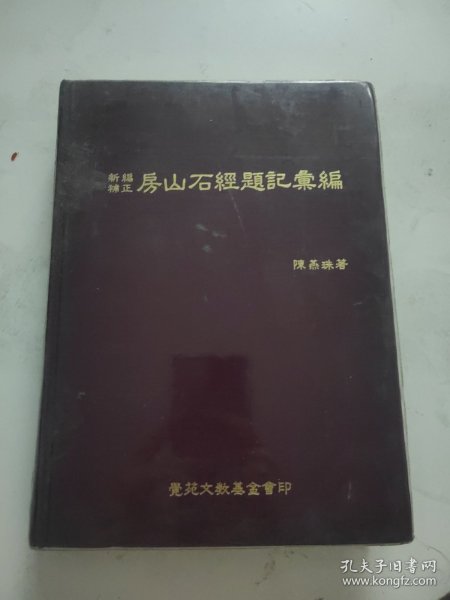 新編補正房山石經題記彙編
陳燕珠著
覺苑文教基金會印
孔夫子旧书网
www.kongfz.com